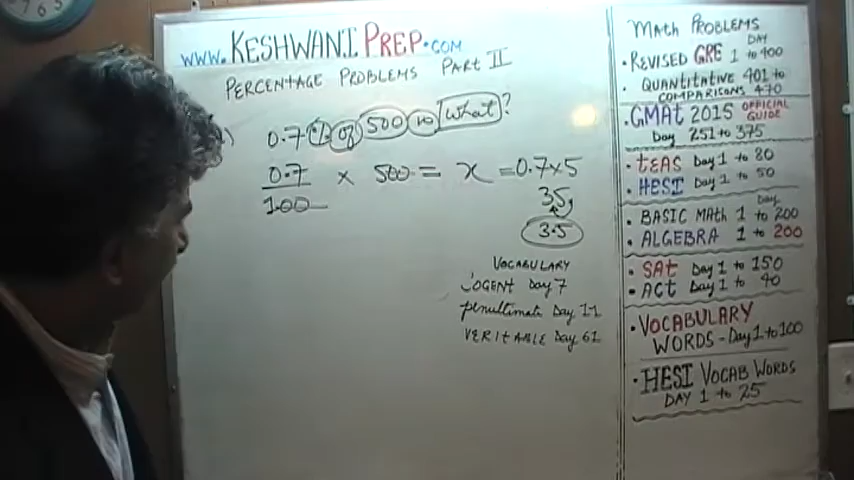 www.KESHWANI PREP.COM
PERCENTAGE PROBLEMS PART II
) 0.7 % of 500 is what?
0.7 × 500 = x = 0.7 × 5
100
35
3.5
VOCABULARY
COGENT Day 7
penultimate Day 11
VERITABLE Day 61
MATH PROBLEMS
DAY
• REVISED GRE 1 to 400
• QUANTITATIVE 401 to
COMPARISONS 470
• GMAt 2015 OFFICIAL GUIDE
Day 251 to 375
• tEAS Day 1 to 80
• HESI Day 1 to 50
Day
• BASIC MAth 1 to 200
• ALGEBRA 1 to 200
• SAt Day 1 to 150
• ACt Day 1 to 40
• VOCABULARY
WORDS - Day 1 to 100
• HESI VOCAB WORDS
DAY 1 to 25